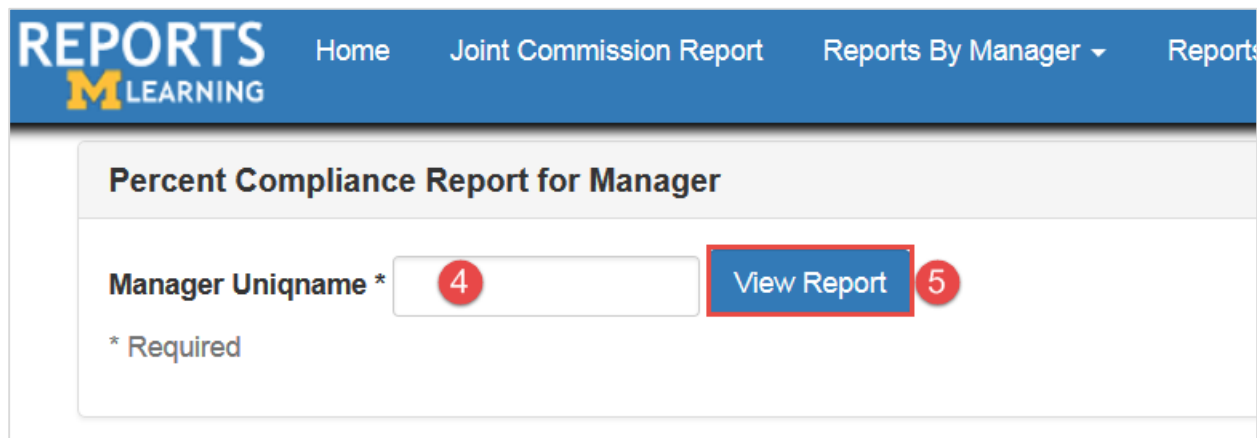 REPORTS
M LEARNING
Home Joint Commission Report Reports By Manager Reports
Percent Compliance Report for Manager
Manager Uniqname * 4 View Report 5
* Required